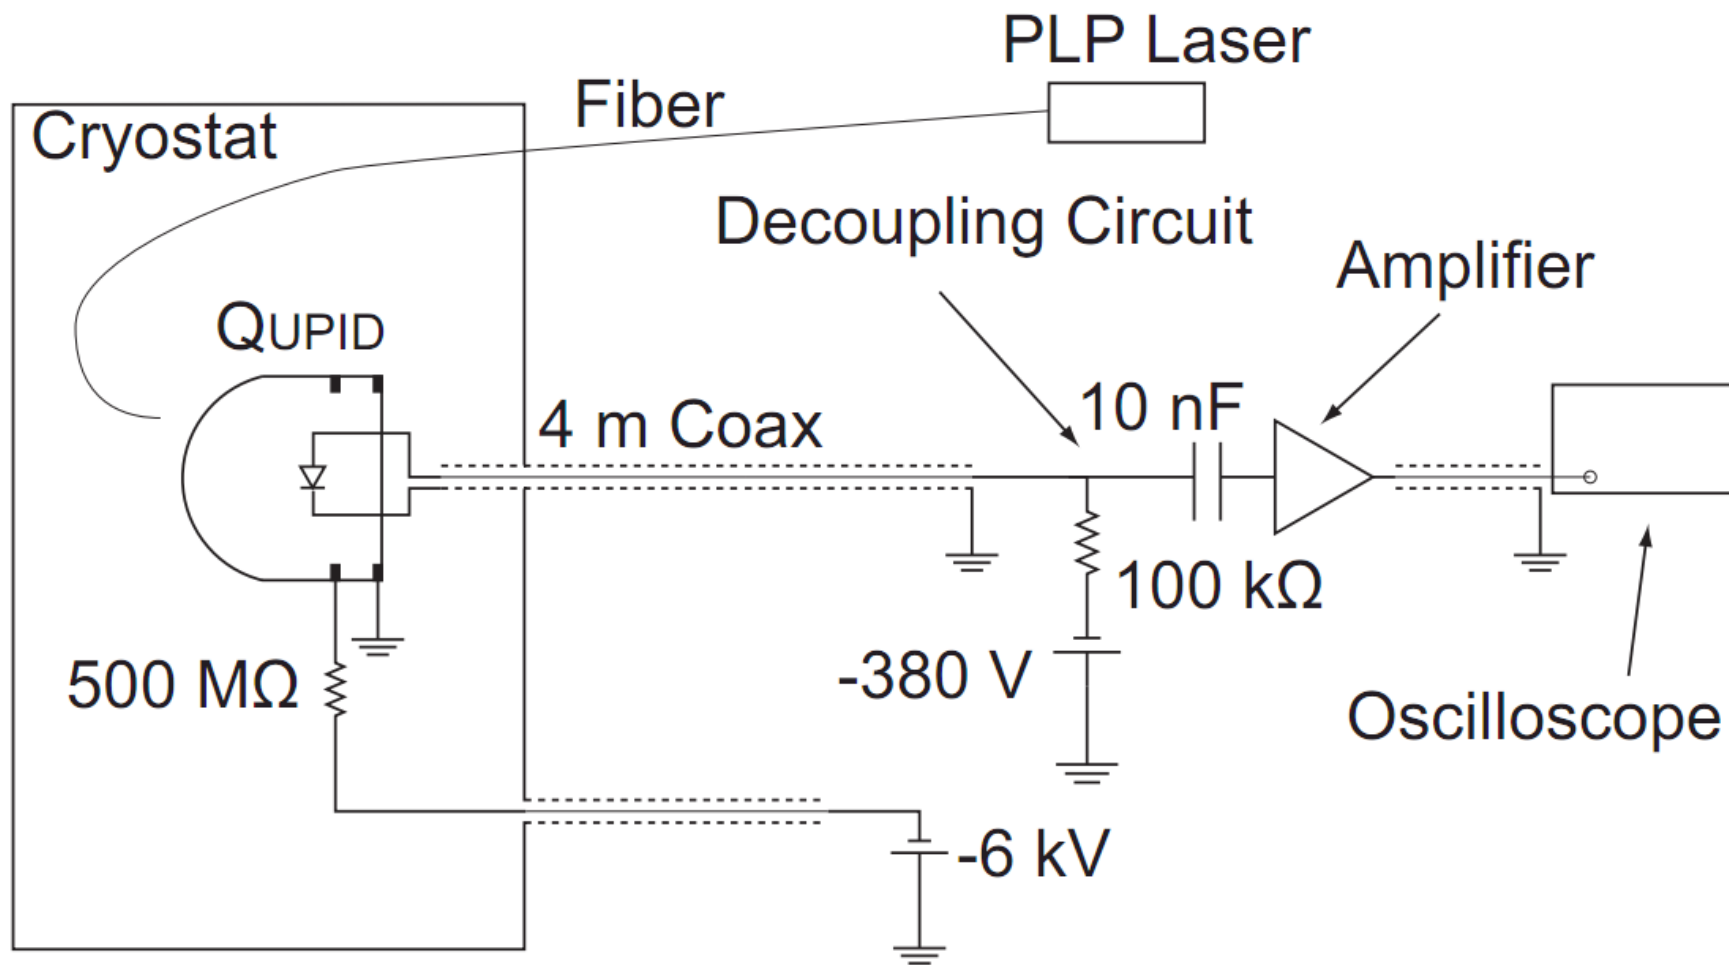 PLP Laser
Fiber
Cryostat
Decoupling Circuit
Amplifier
QUPID
4 m Coax
10 nF
100 kΩ
500 MΩ
-380 V
Oscilloscope
-6 kV